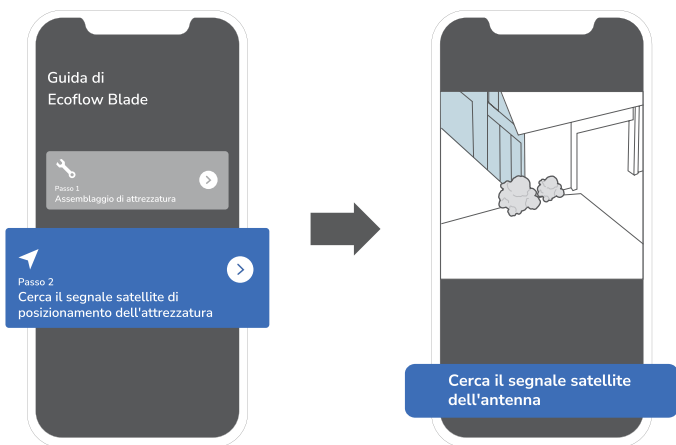 Guida di
Ecoflow Blade
Passo 1
Assemblaggio di attrezzatura
Passo 2
Cerca il segnale satellite di
posizionamento dell'attrezzatura
Cerca il segnale satellite
dell'antenna